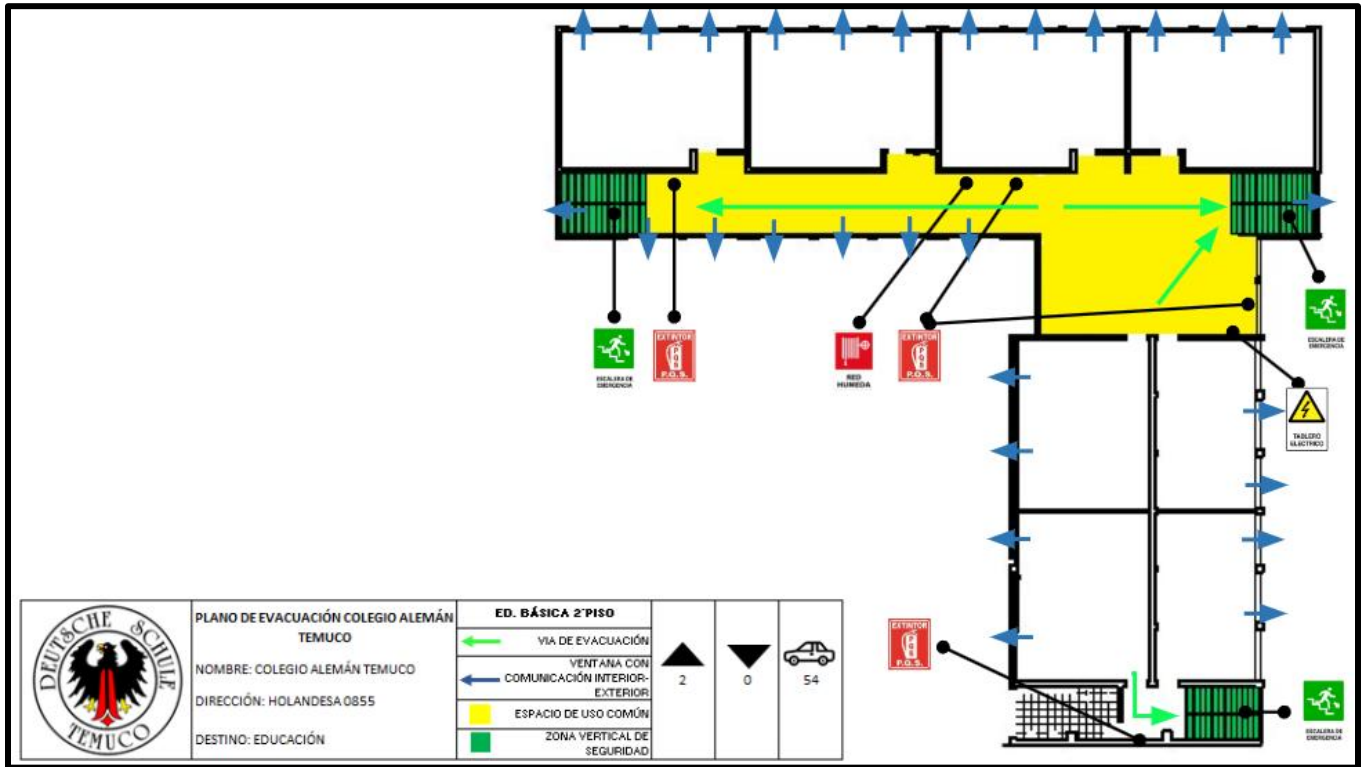 ESCALERA DE
EMERGENCIA
EXTINTOR
P
Q
S
P.Q.S.
RED
HUMEDA
EXTINTOR
P
Q
S
P.Q.S.
ESCALERA DE
EMERGENCIA
TABLERO
ELECTRICO
EXTINTOR
P
Q
S
P.Q.S.
ESCALERA DE
EMERGENCIA
DEUTSCHE SCHULE
TEMUCO
PLANO DE EVACUACIÓN COLEGIO ALEMÁN
TEMUCO
NOMBRE: COLEGIO ALEMÁN TEMUCO
DIRECCIÓN: HOLANDESA 0855
DESTINO: EDUCACIÓN
ED. BÁSICA 2°PISO
VIA DE EVACUACIÓN
VENTANA CON
COMUNICACIÓN INTERIOR-
EXTERIOR
ESPACIO DE USO COMÚN
ZONA VERTICAL DE
SEGURIDAD
2
0
54